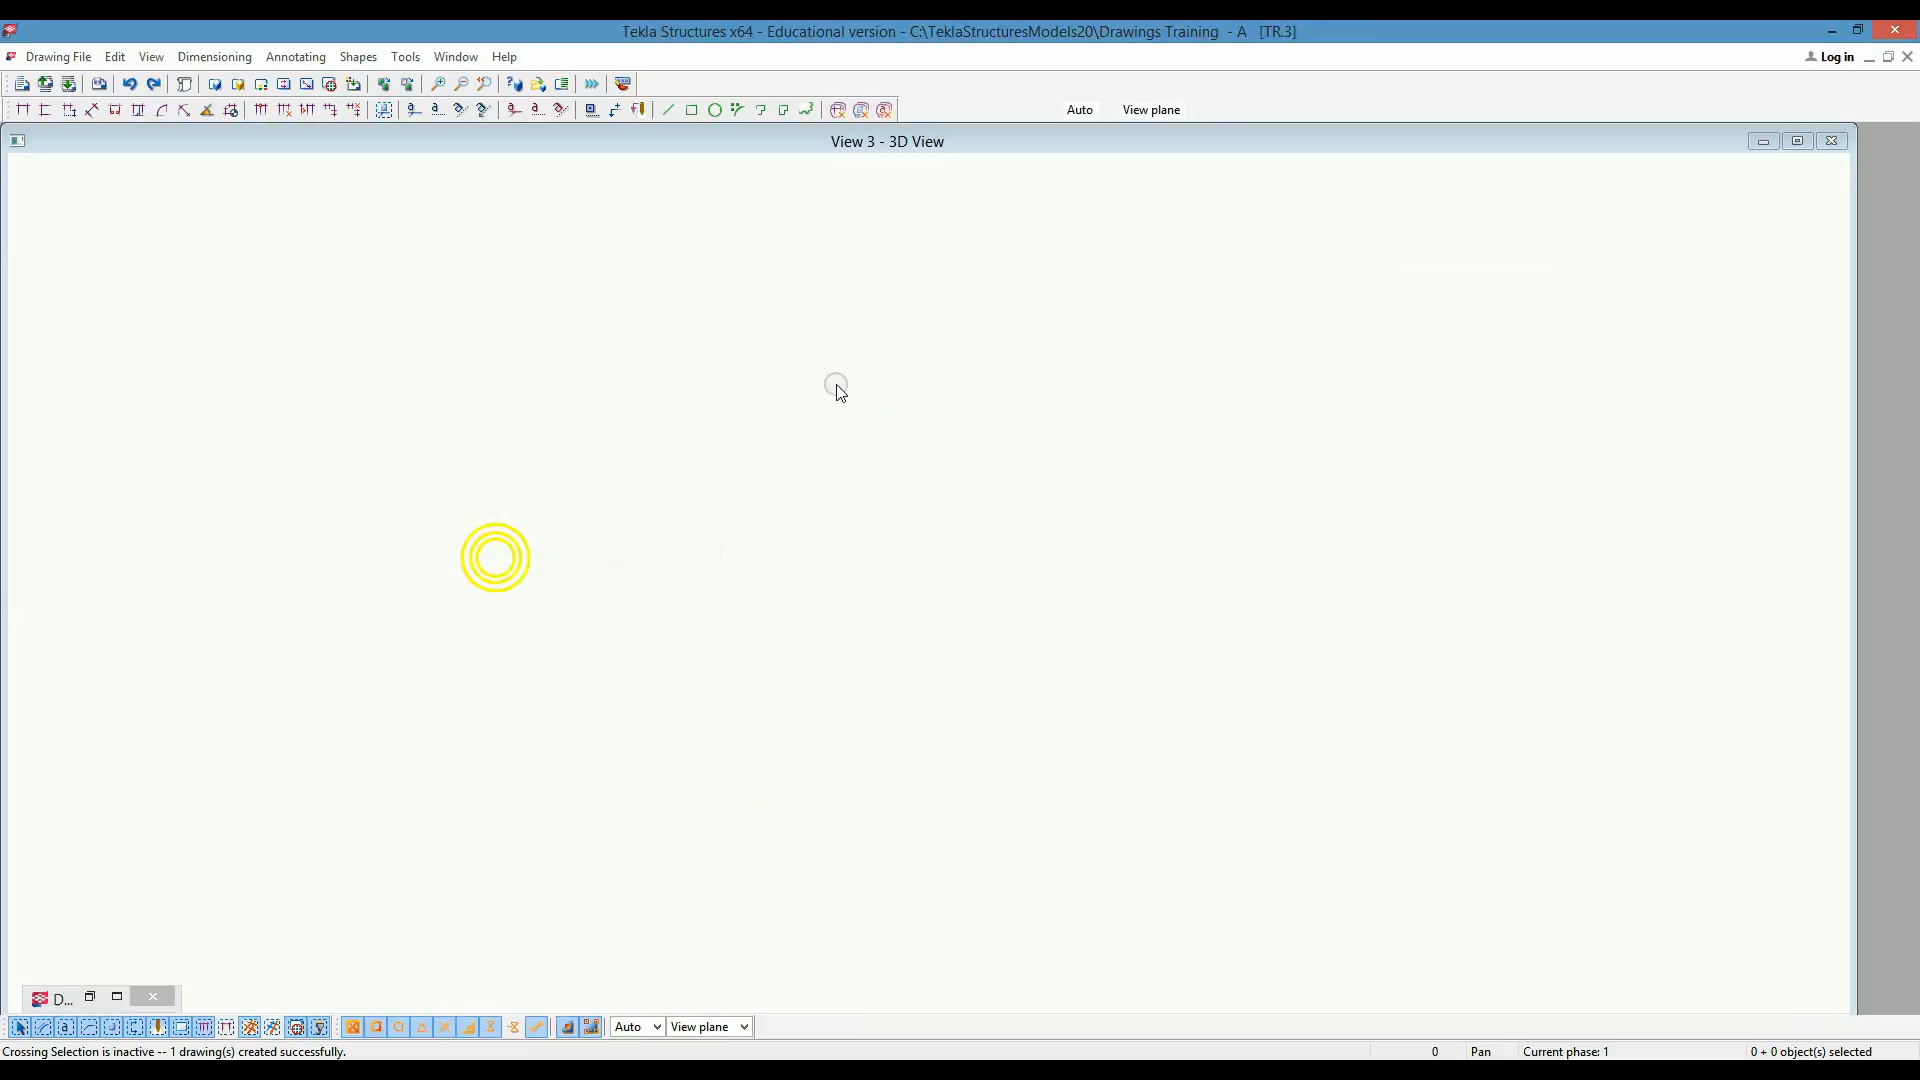 Tekla Structures x64 - Educational version - C:\TeklaStructuresModels20\Drawings Training - A [TR.3]
Drawing File Edit View Dimensioning Annotating Shapes Tools Window Help Log in
Auto View plane
View 3 - 3D View
D...
Auto View plane
Crossing Selection is inactive -- 1 drawing(s) created successfully. 0 Pan Current phase: 1 0 + 0 object(s) selected